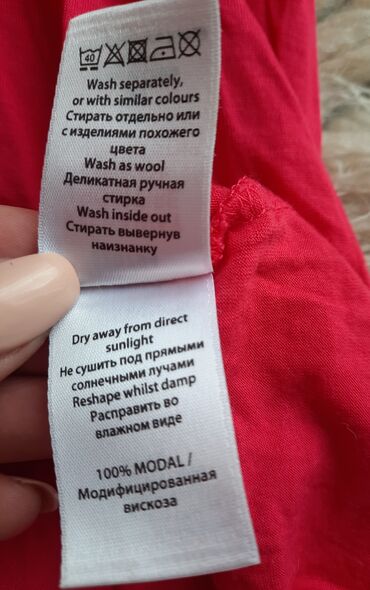 40
Wash separately,
or with similar colours
Стирать отдельно или
с изделиями похожего
цвета
Wash as wool
Деликатная ручная
стирка
Wash inside out
Стирать вывернув
наизнанку
Dry away from direct
sunlight
Не сушить под прямыми
солнечными лучами
Reshape whilst damp
Расправить во
влажном виде
100% MODAL /
Модифицированная
вискоза